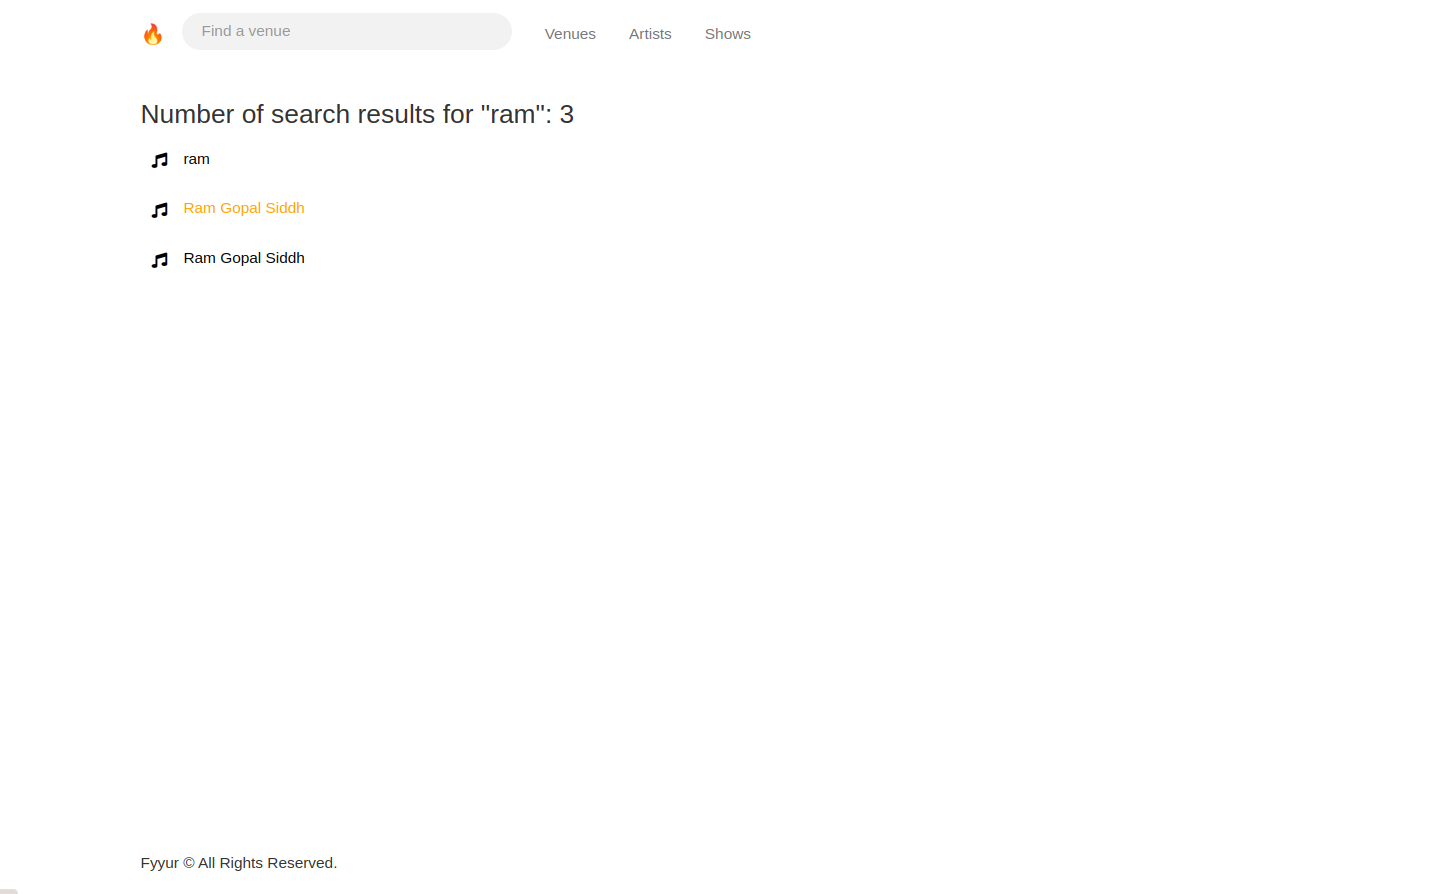 Find a venue Venues Artists Shows
Number of search results for "ram": 3
ram
Ram Gopal Siddh
Ram Gopal Siddh
Fyyur © All Rights Reserved.